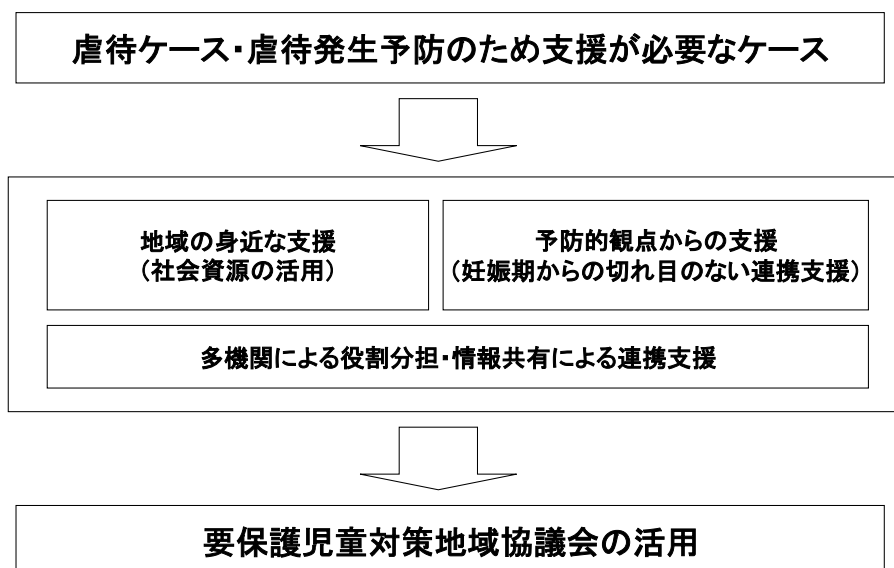 虐待ケース・虐待発生予防のため支援が必要なケース
地域の身近な支援
（社会資源の活用）
予防的観点からの支援
（妊娠期からの切れ目のない連携支援）
多機関による役割分担・情報共有による連携支援
要保護児童対策地域協議会の活用